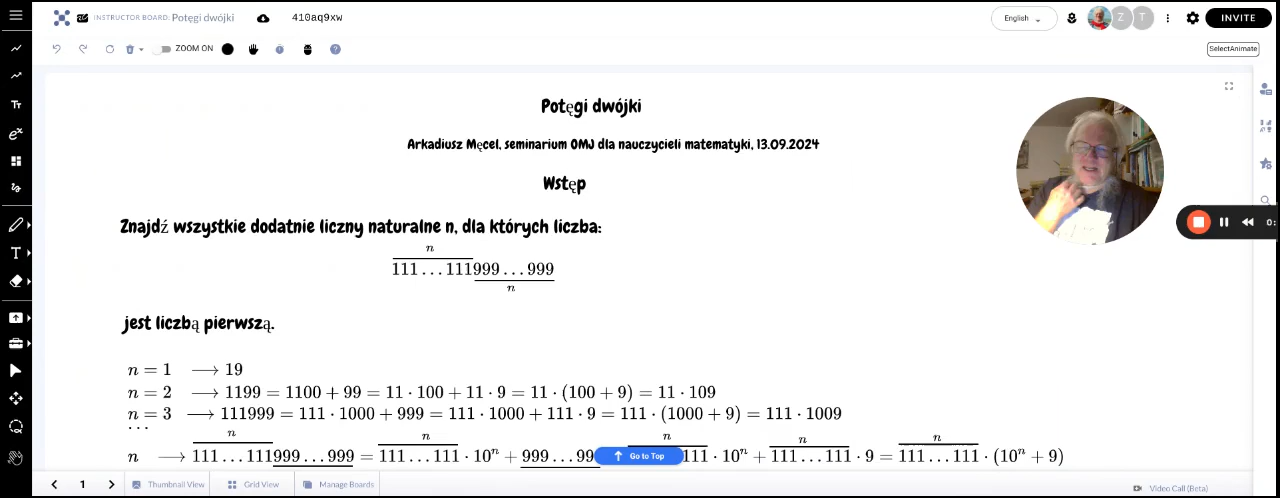 INSTRUCTOR BOARD: Potęgi dwójki 410aq9xw English Z T INVITE
ZOOM ON SelectAnimate
Potęgi dwójki
Arkadiusz Męcel, seminarium OMJ dla nauczycieli matematyki, 13.09.2024
Wstęp
Znajdź wszystkie dodatnie liczny naturalne n, dla których liczba:
n
111...111999...999
n
jest liczbą pierwszą.
n = 1 ⟶ 19
n = 2 ⟶ 1199 = 1100 + 99 = 11 · 100 + 11 · 9 = 11 · (100 + 9) = 11 · 109
n = 3 ⟶ 111999 = 111 · 1000 + 999 = 111 · 1000 + 111 · 9 = 111 · (1000 + 9) = 111 · 1009
...
n n n n n
n ⟶ 111...111999...999 = 111...111 · 10ⁿ + 999...99 Go to Top 111 · 10ⁿ + 111...111 · 9 = 111...111 · (10ⁿ + 9)
1 Thumbnail View Grid View Manage Boards Video Call (Beta)